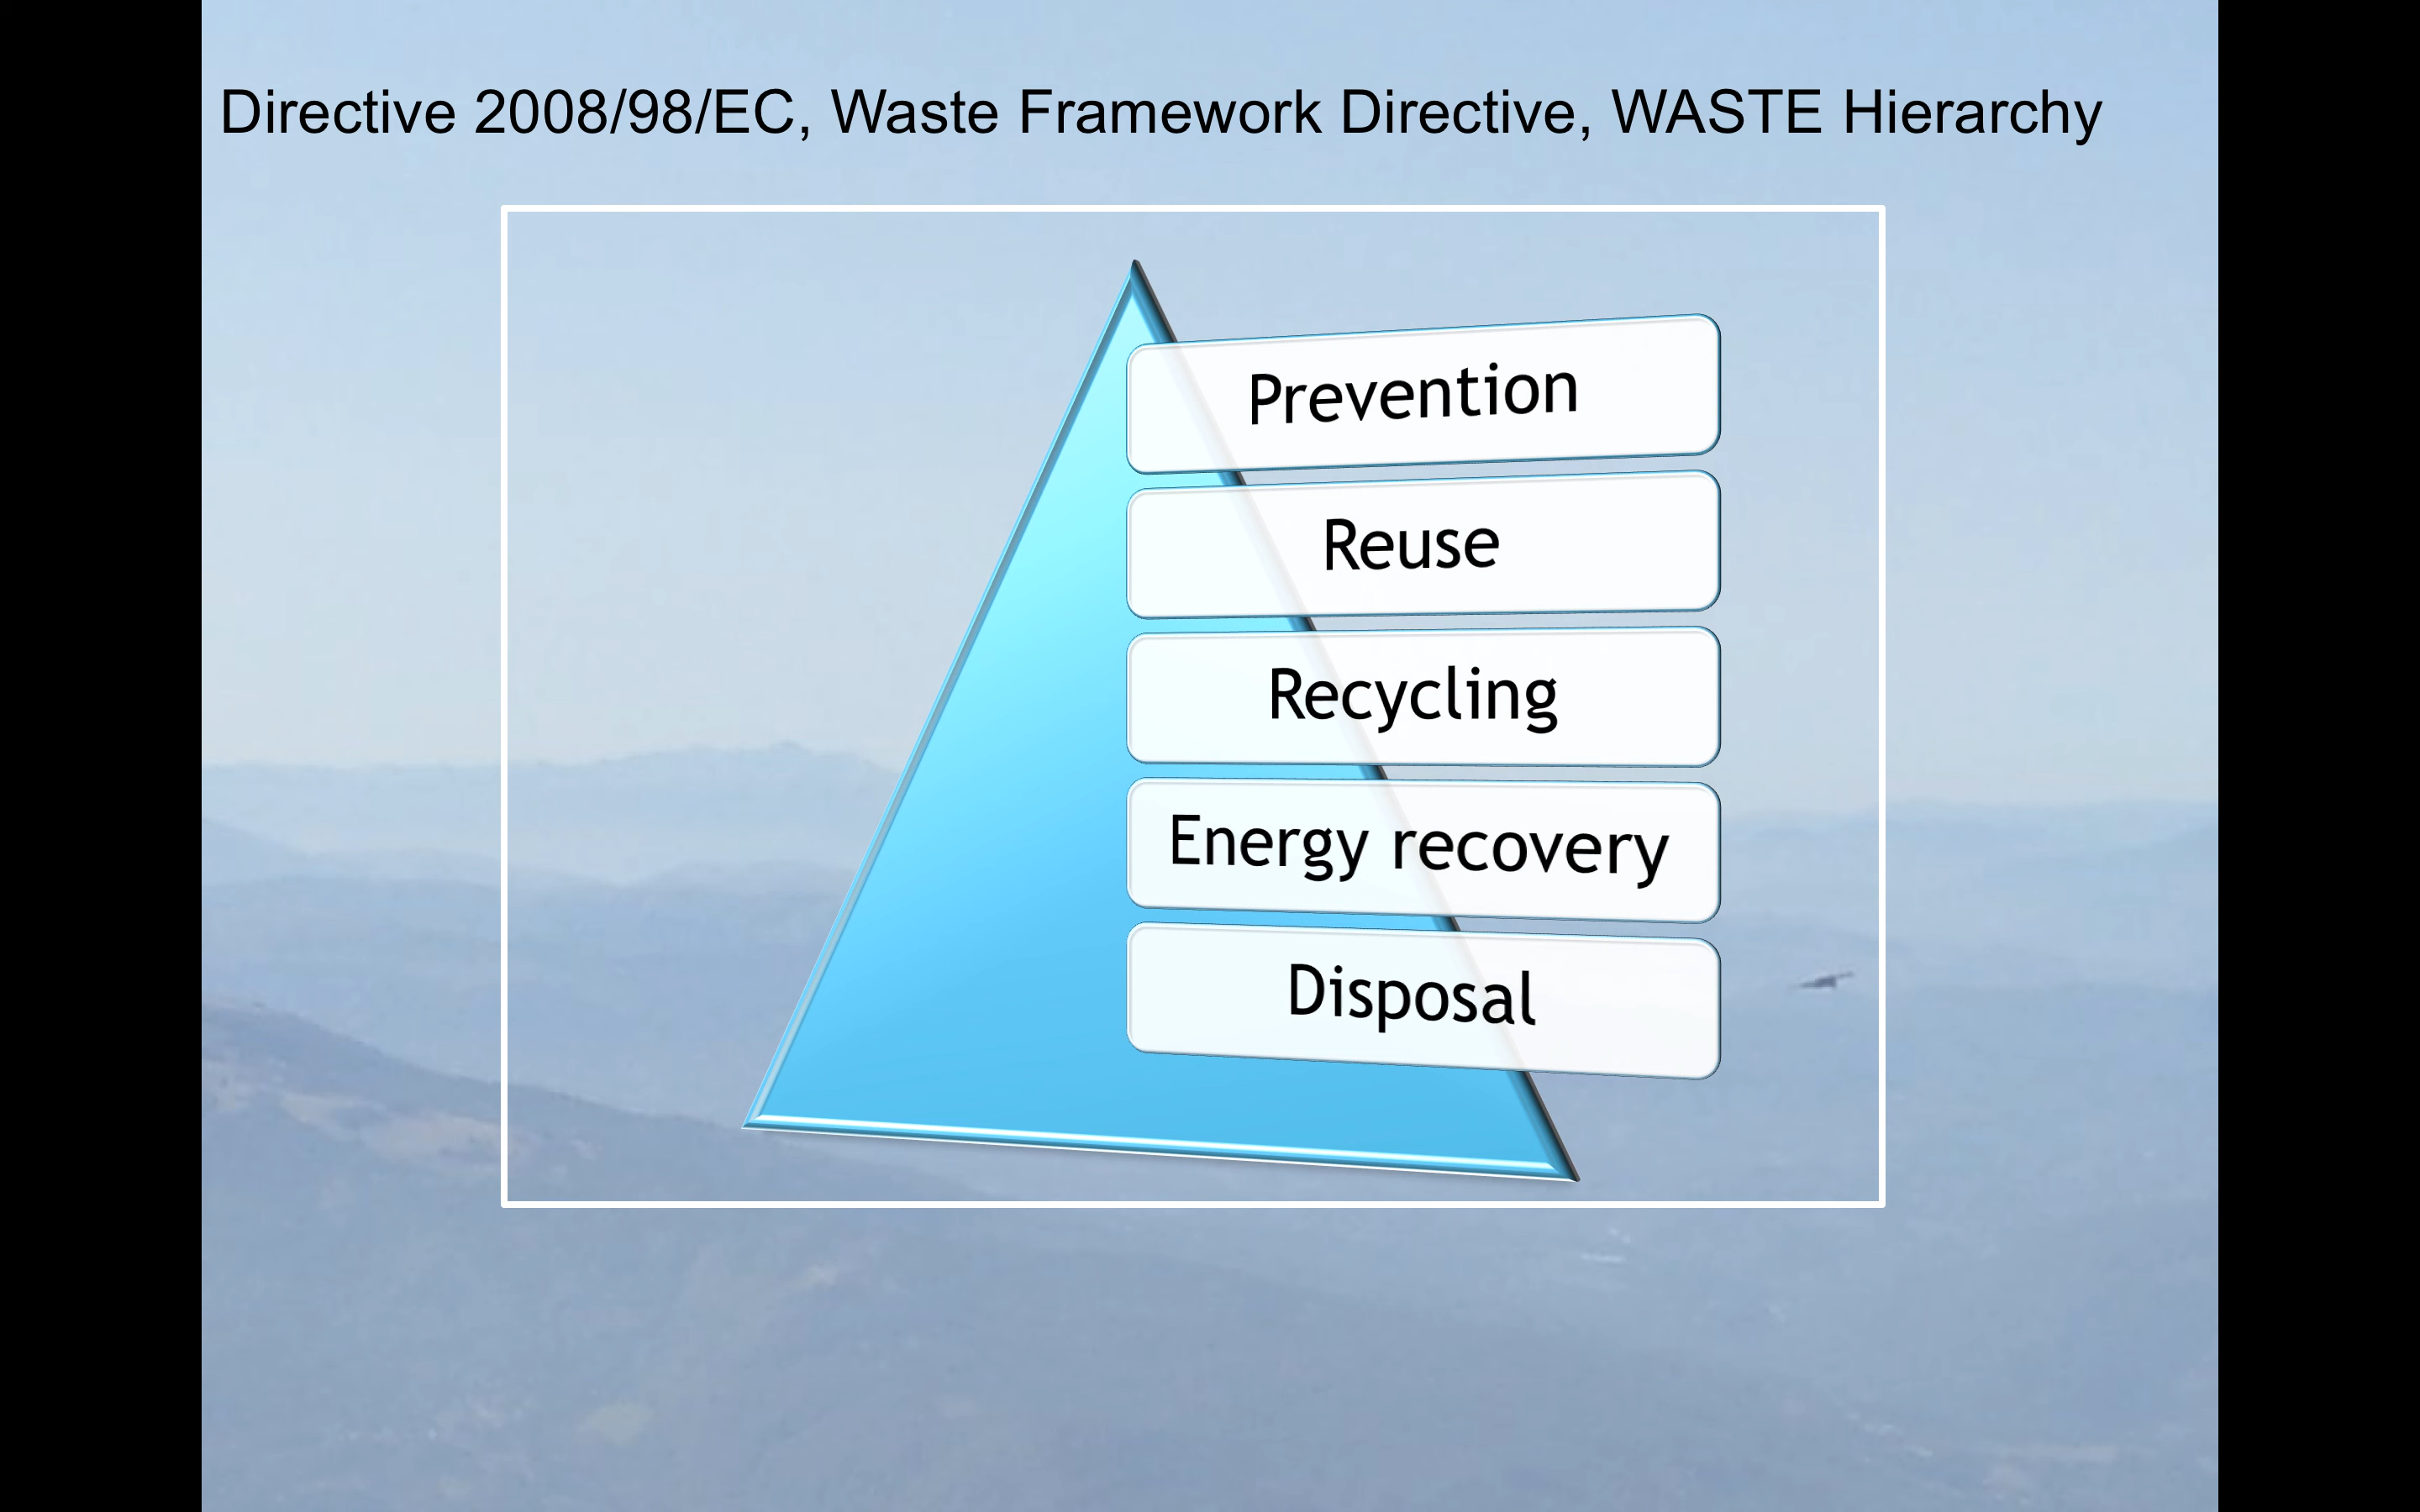 Directive 2008/98/EC, Waste Framework Directive, WASTE Hierarchy
Prevention
Reuse
Recycling
Energy recovery
Disposal